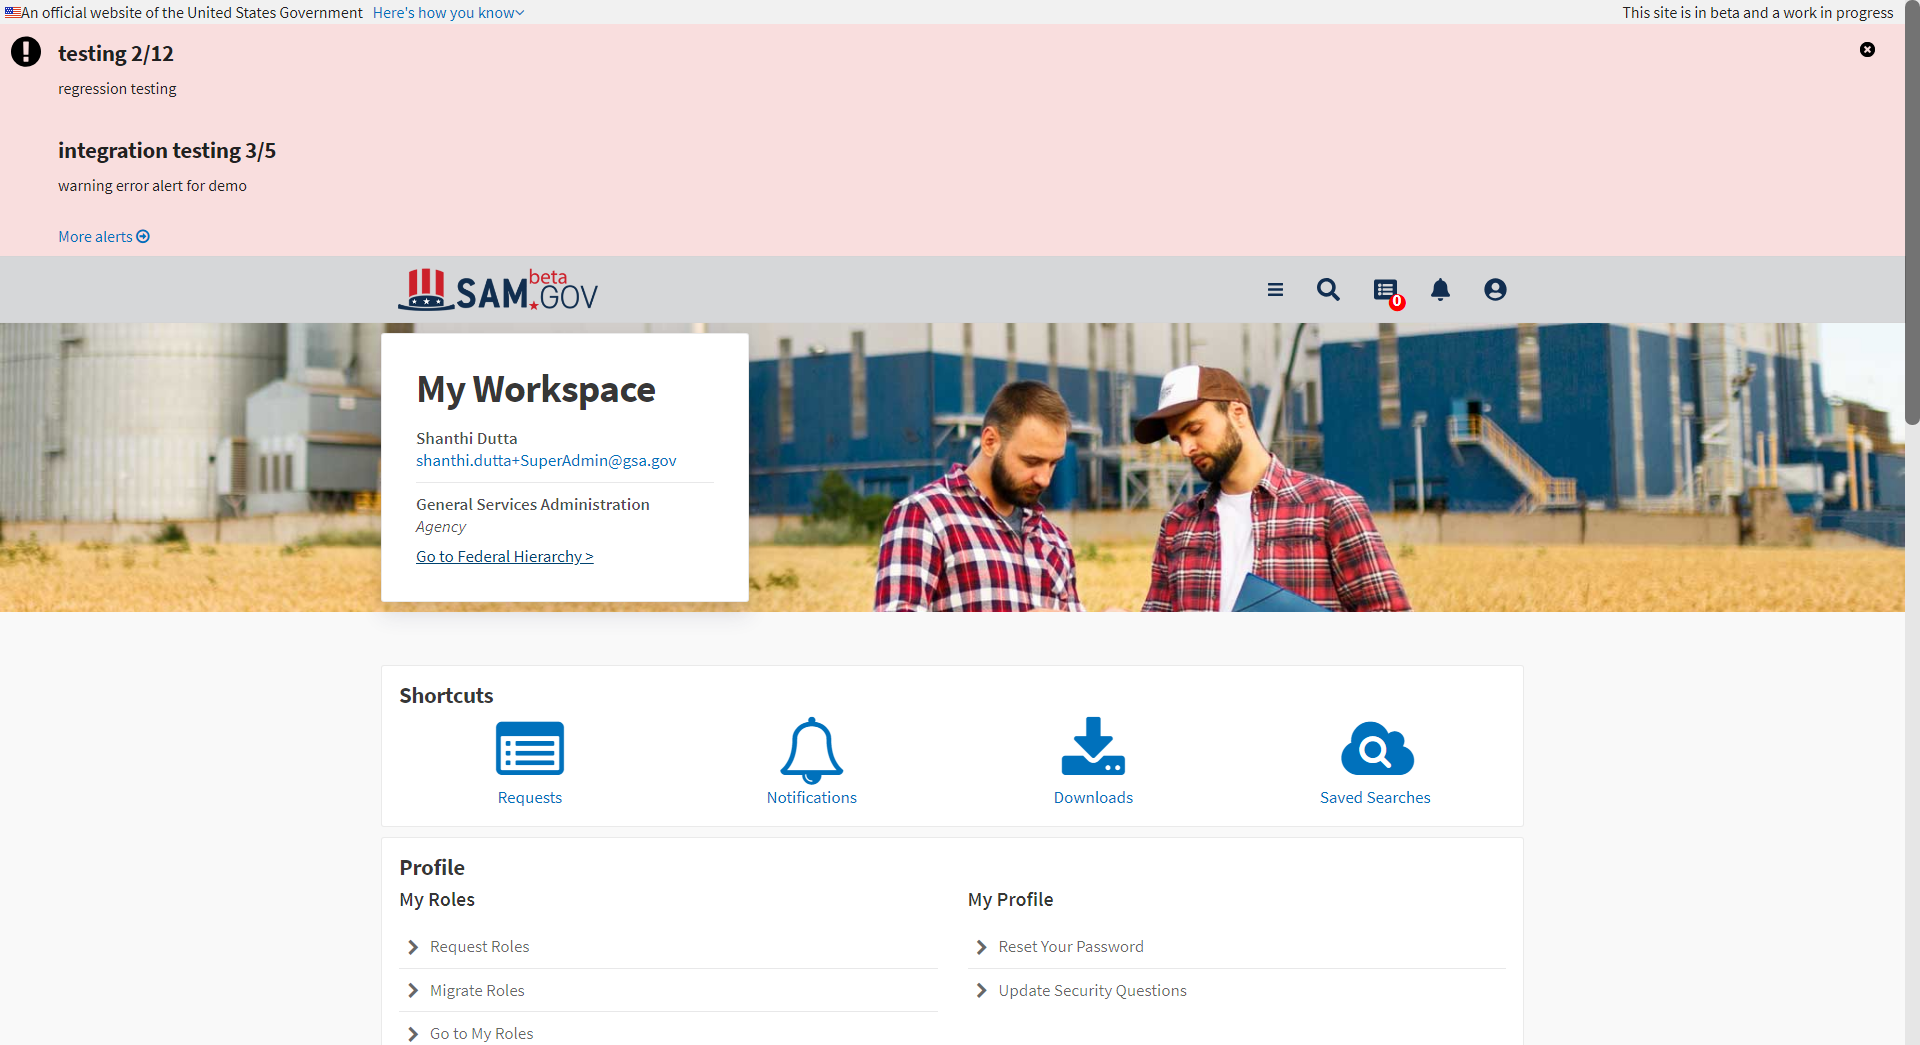 An official website of the United States Government Here's how you know
This site is in beta and a work in progress
testing 2/12
regression testing
integration testing 3/5
warning error alert for demo
More alerts
SAM.GOV beta
0
My Workspace
Shanthi Dutta
shanthi.dutta+SuperAdmin@gsa.gov
General Services Administration
Agency
Go to Federal Hierarchy >
Shortcuts
Requests
Notifications
Downloads
Saved Searches
Profile
My Roles
Request Roles
Migrate Roles
Go to My Roles
My Profile
Reset Your Password
Update Security Questions